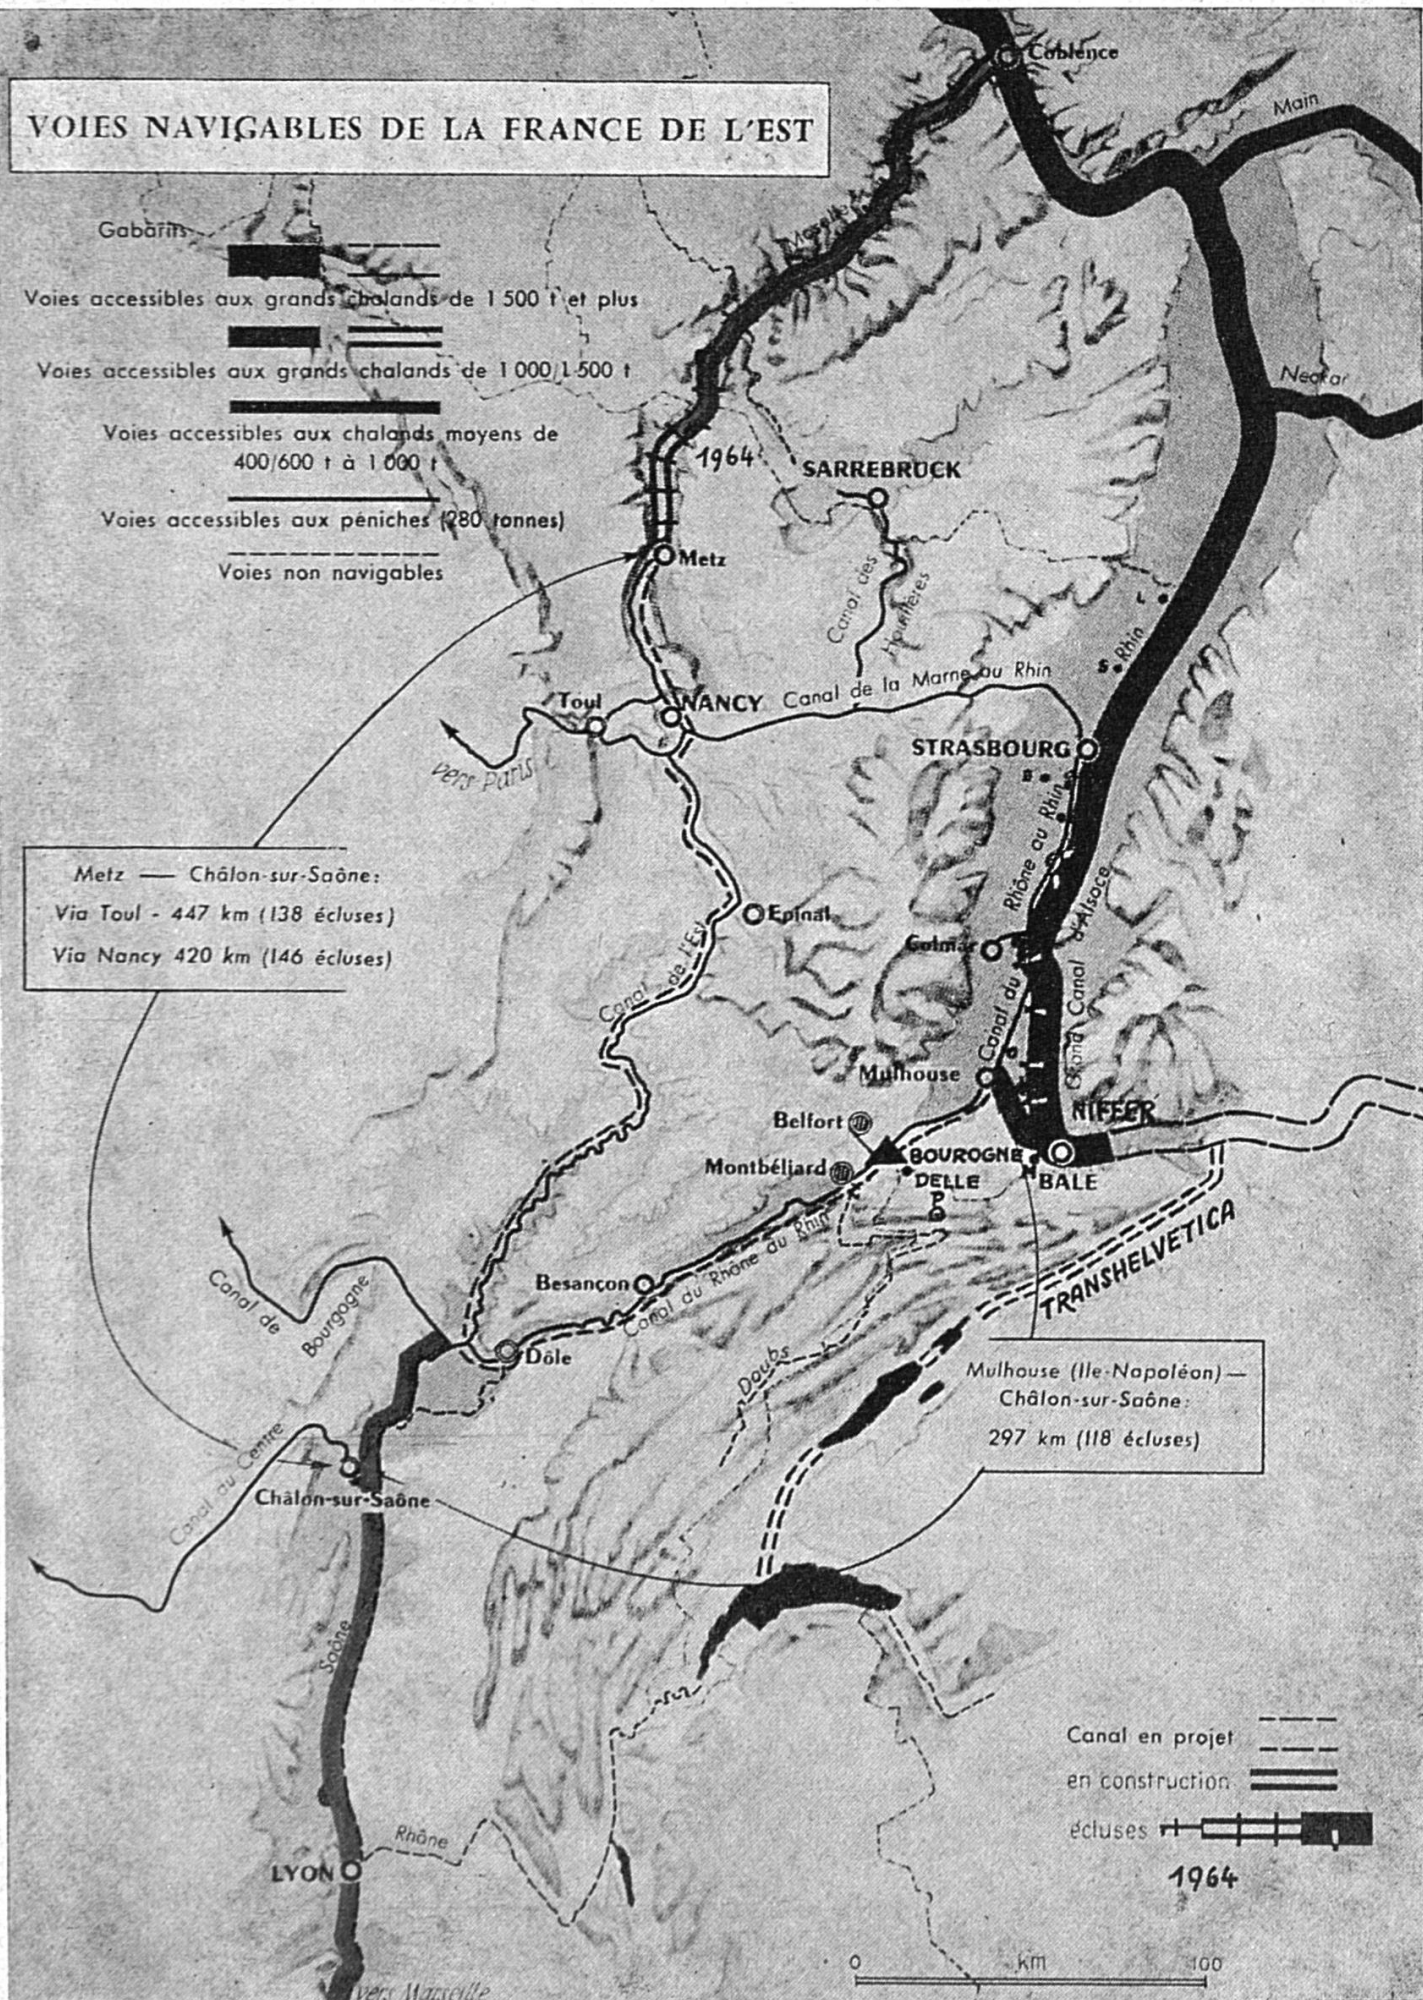 Coblence
Main
VOIES NAVIGABLES DE LA FRANCE DE L'EST
Moselle
Gabarits
Voies accessibles aux grands chalands de 1 500 t et plus
Voies accessibles aux grands chalands de 1 000/1 500 t
Neckar
Voies accessibles aux chalands moyens de
400/600 t à 1 000 t
1964
SARREBRUCK
Voies accessibles aux péniches (280 tonnes)
Metz
Voies non navigables
Canal des
Houillères
L
Rhin
S
Toul
NANCY
Canal de la Marne au Rhin
STRASBOURG
vers Paris
B
Rhône au Rhin
Metz — Châlon-sur-Saône:
Via Toul - 447 km (138 écluses)
Via Nancy 420 km (146 écluses)
Epinal
d'Alsace
Colmar
Canal de l'Est
Canal du
Grand Canal
Mulhouse
NIFFER
Belfort
BOUROGNE
Montbéliard
DELLE
N
BALE
P
TRANSHELVETICA
Besançon
Canal du Rhône au Rhin
Canal de
Bourgogne
Dôle
Doubs
Mulhouse (Ile-Napoléon) —
Châlon-sur-Saône:
297 km (118 écluses)
Canal du Centre
Châlon-sur-Saône
Saône
Canal en projet
en construction
écluses
1964
Rhône
LYON
0 km 100
vers Marseille